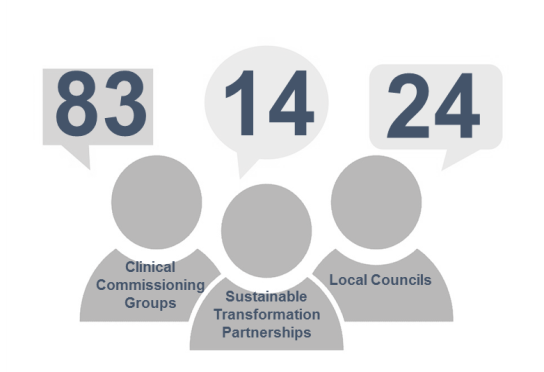 83
14
24
Clinical
Commissioning
Groups
Sustainable
Transformation
Partnerships
Local Councils